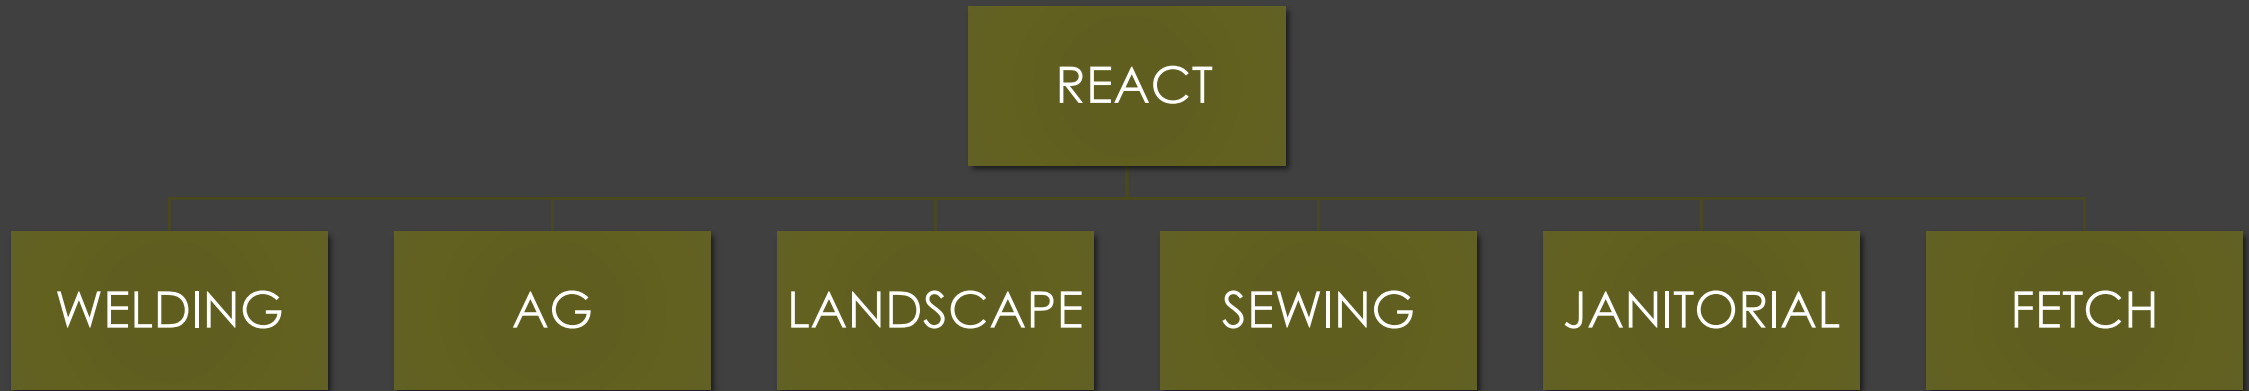 REACT
WELDING
AG
LANDSCAPE
SEWING
JANITORIAL
FETCH